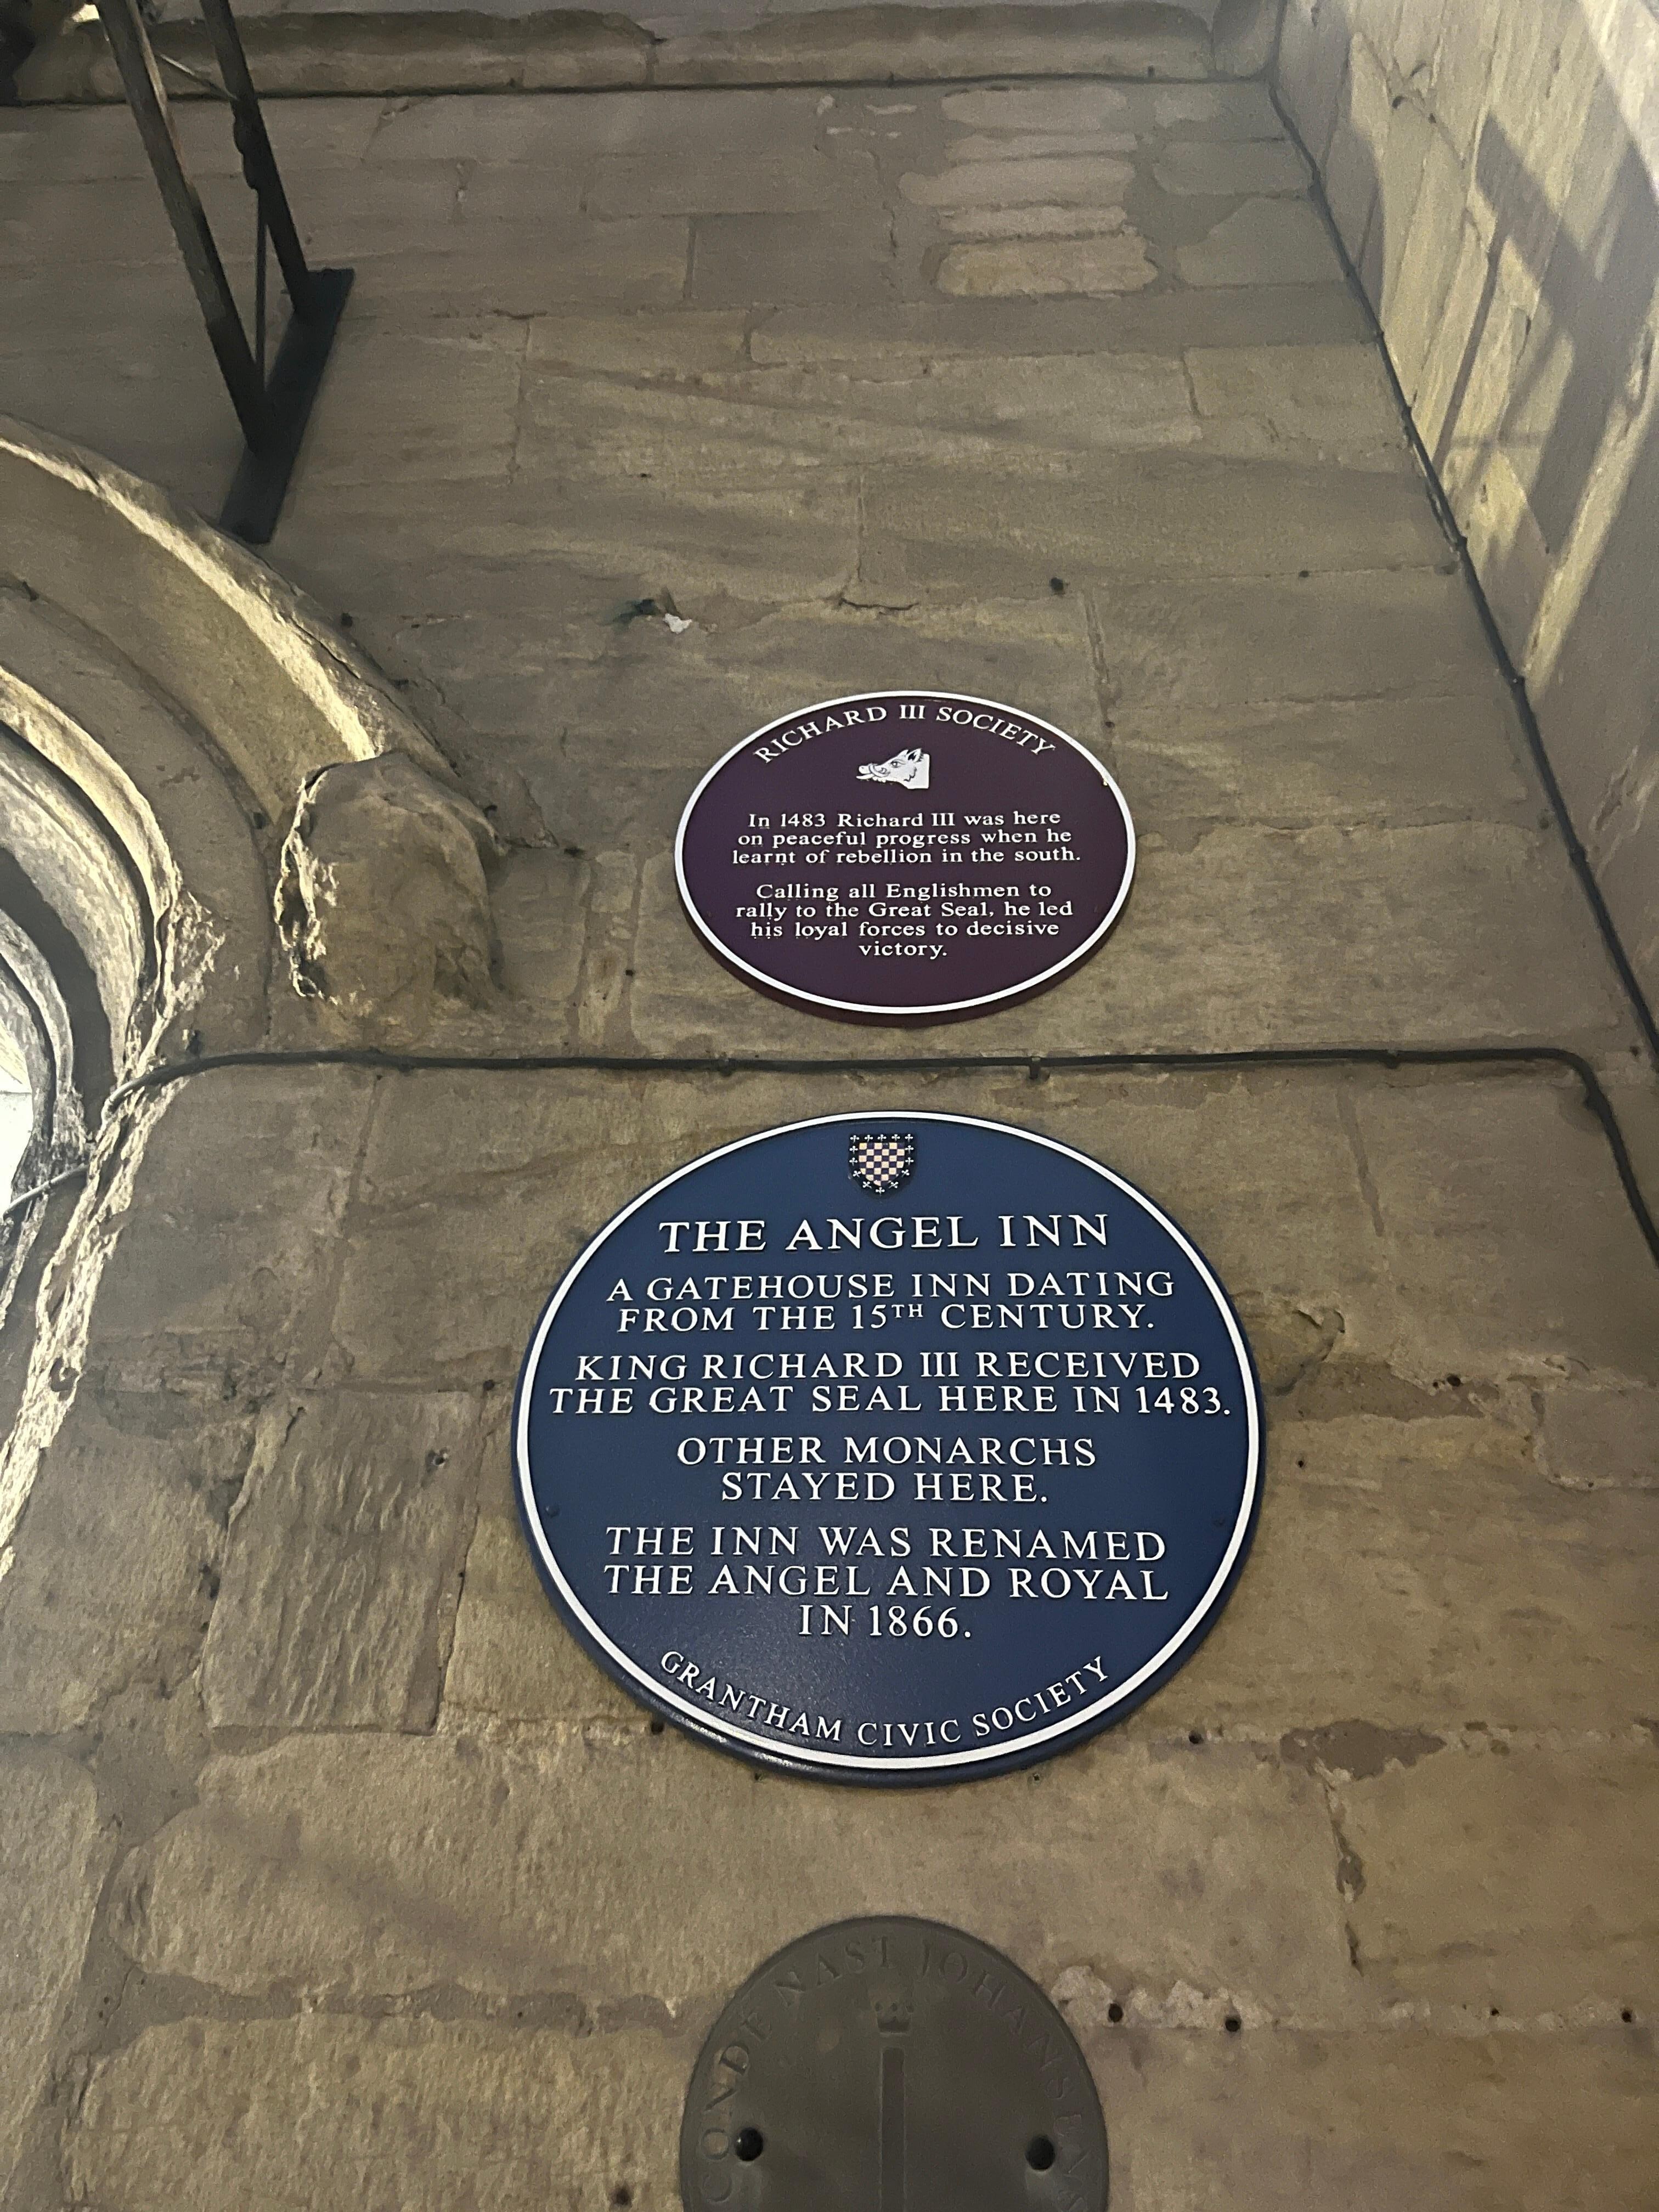 RICHARD III SOCIETY
In 1483 Richard III was here
on peaceful progress when he
learnt of rebellion in the south.
Calling all Englishmen to
rally to the Great Seal, he led
his loyal forces to decisive
victory.
THE ANGEL INN
A GATEHOUSE INN DATING
FROM THE 15TH CENTURY.
KING RICHARD III RECEIVED
THE GREAT SEAL HERE IN 1483.
OTHER MONARCHS
STAYED HERE.
THE INN WAS RENAMED
THE ANGEL AND ROYAL
IN 1866.
GRANTHAM CIVIC SOCIETY
CONDÉ NAST JOHANSENS